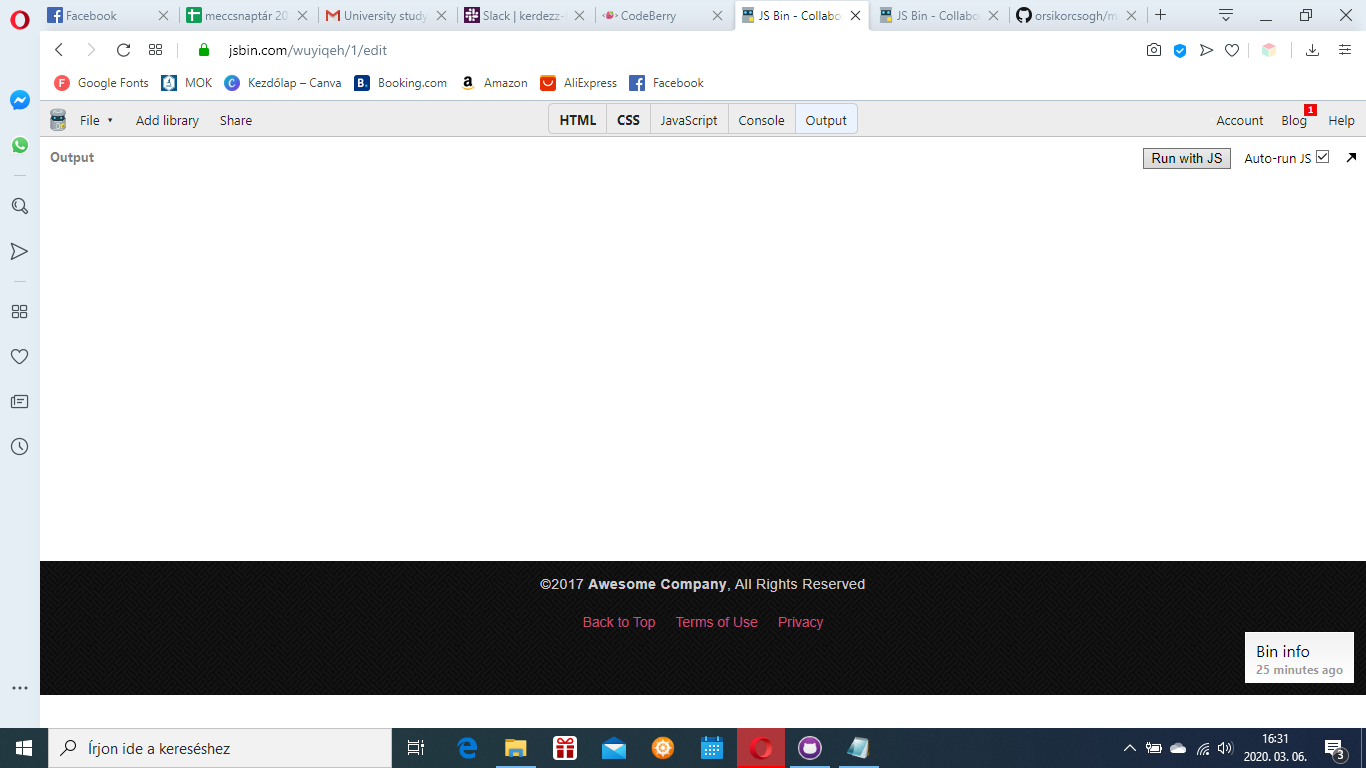 Facebook
meccsnaptár 20
University study
Slack | kerdezz-
CodeBerry
JS Bin - Collabo
JS Bin - Collabo
orsikorcsogh/m
jsbin.com/wuyiqeh/1/edit
F Google Fonts MOK C Kezdőlap – Canva B. Booking.com a Amazon AliExpress Facebook
File Add library Share HTML CSS JavaScript Console Output Account Blog 1 Help
Output Run with JS Auto-run JS
©2017 Awesome Company, All Rights Reserved
Back to Top Terms of Use Privacy
Bin info
25 minutes ago
Írjon ide a kereséshez
16:31
2020. 03. 06.
3